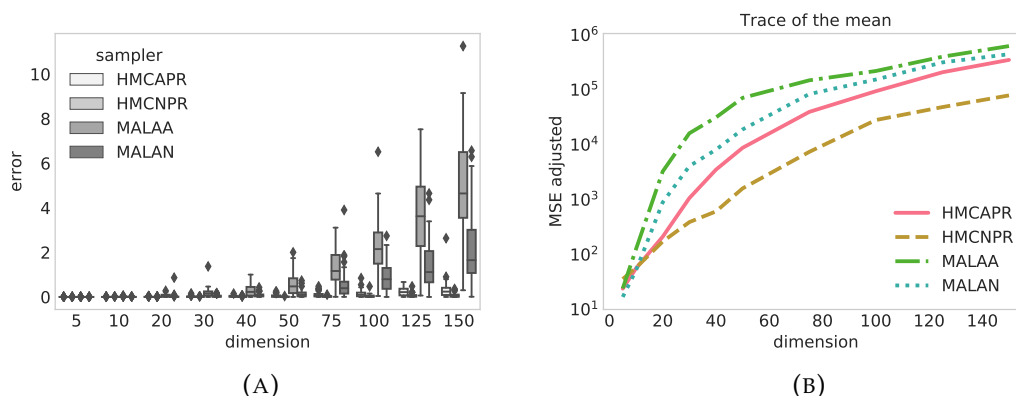 sampler
HMCAPR
HMCNPR
MALAA
MALAN
error
10
8
6
4
2
0
5 10 20 30 40 50 75 100 125 150
dimension
(A)
Trace of the mean
MSE adjusted
10^6
10^5
10^4
10^3
10^2
10^1
HMCAPR
HMCNPR
MALAA
MALAN
0 20 40 60 80 100 120 140
dimension
(B)